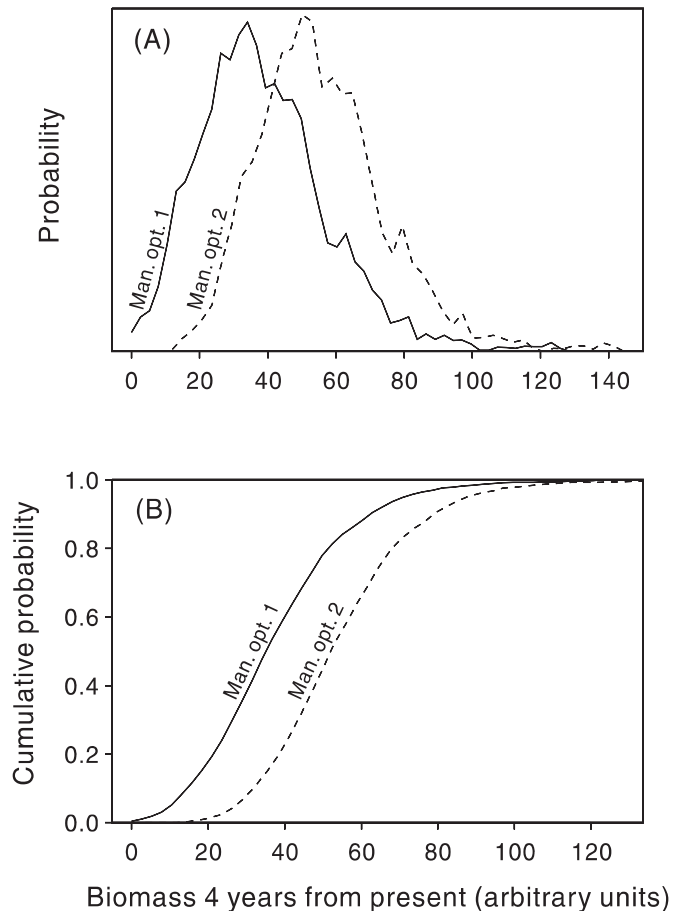 (A)
Probability
Man. opt. 1
Man. opt. 2
0 20 40 60 80 100 120 140
1.0
0.8
0.6
0.4
0.2
0.0
(B)
Cumulative probability
Man. opt. 1
Man. opt. 2
0 20 40 60 80 100 120
Biomass 4 years from present (arbitrary units)